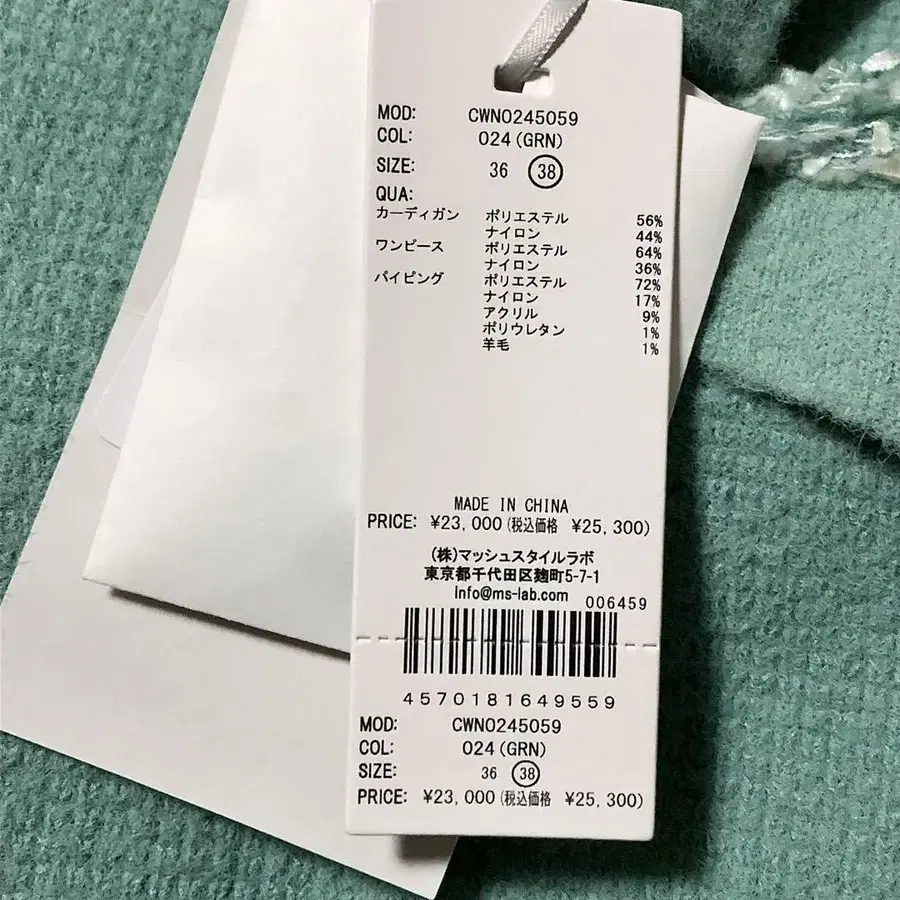 MOD: CWNO245059
COL: 024(GRN)
SIZE: 36 38
QUA:
カーディガン ポリエステル 56%
ナイロン 44%
ワンピース ポリエステル 64%
ナイロン 36%
パイピング ポリエステル 72%
ナイロン 17%
アクリル 9%
ポリウレタン 1%
羊毛 1%
MADE IN CHINA
PRICE: ¥23,000(税込価格 ¥25,300)
(株)マッシュスタイルラボ
東京都千代田区麹町5-7-1
Info@ms-lab.com
006459
4570181649559
MOD: CWNO245059
COL: 024(GRN)
SIZE: 36 38
PRICE: ¥23,000(税込価格 ¥25,300)